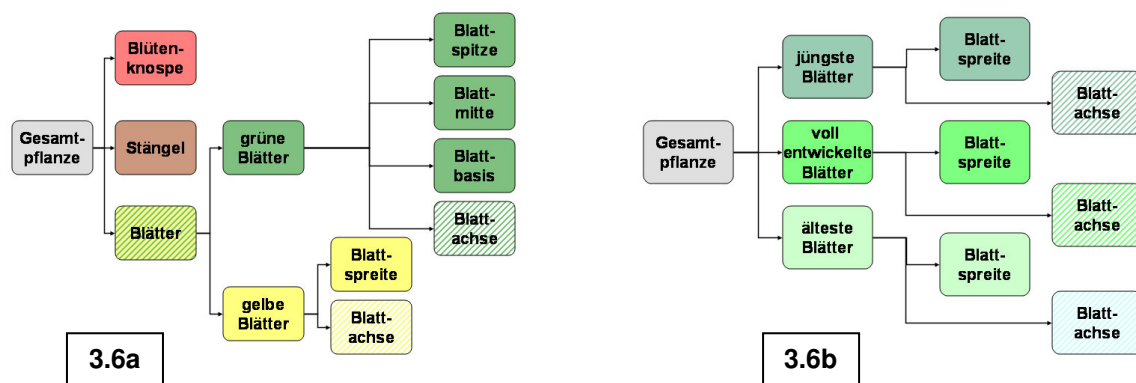 Gesamt-
pflanze
Blüten-
knospe
Stängel
Blätter
grüne
Blätter
gelbe
Blätter
Blatt-
spitze
Blatt-
mitte
Blatt-
basis
Blatt-
achse
Blatt-
spreite
Blatt-
achse
3.6a
Gesamt-
pflanze
jüngste
Blätter
voll
entwickelte
Blätter
älteste
Blätter
Blatt-
spreite
Blatt-
achse
Blatt-
spreite
Blatt-
achse
Blatt-
spreite
Blatt-
achse
3.6b